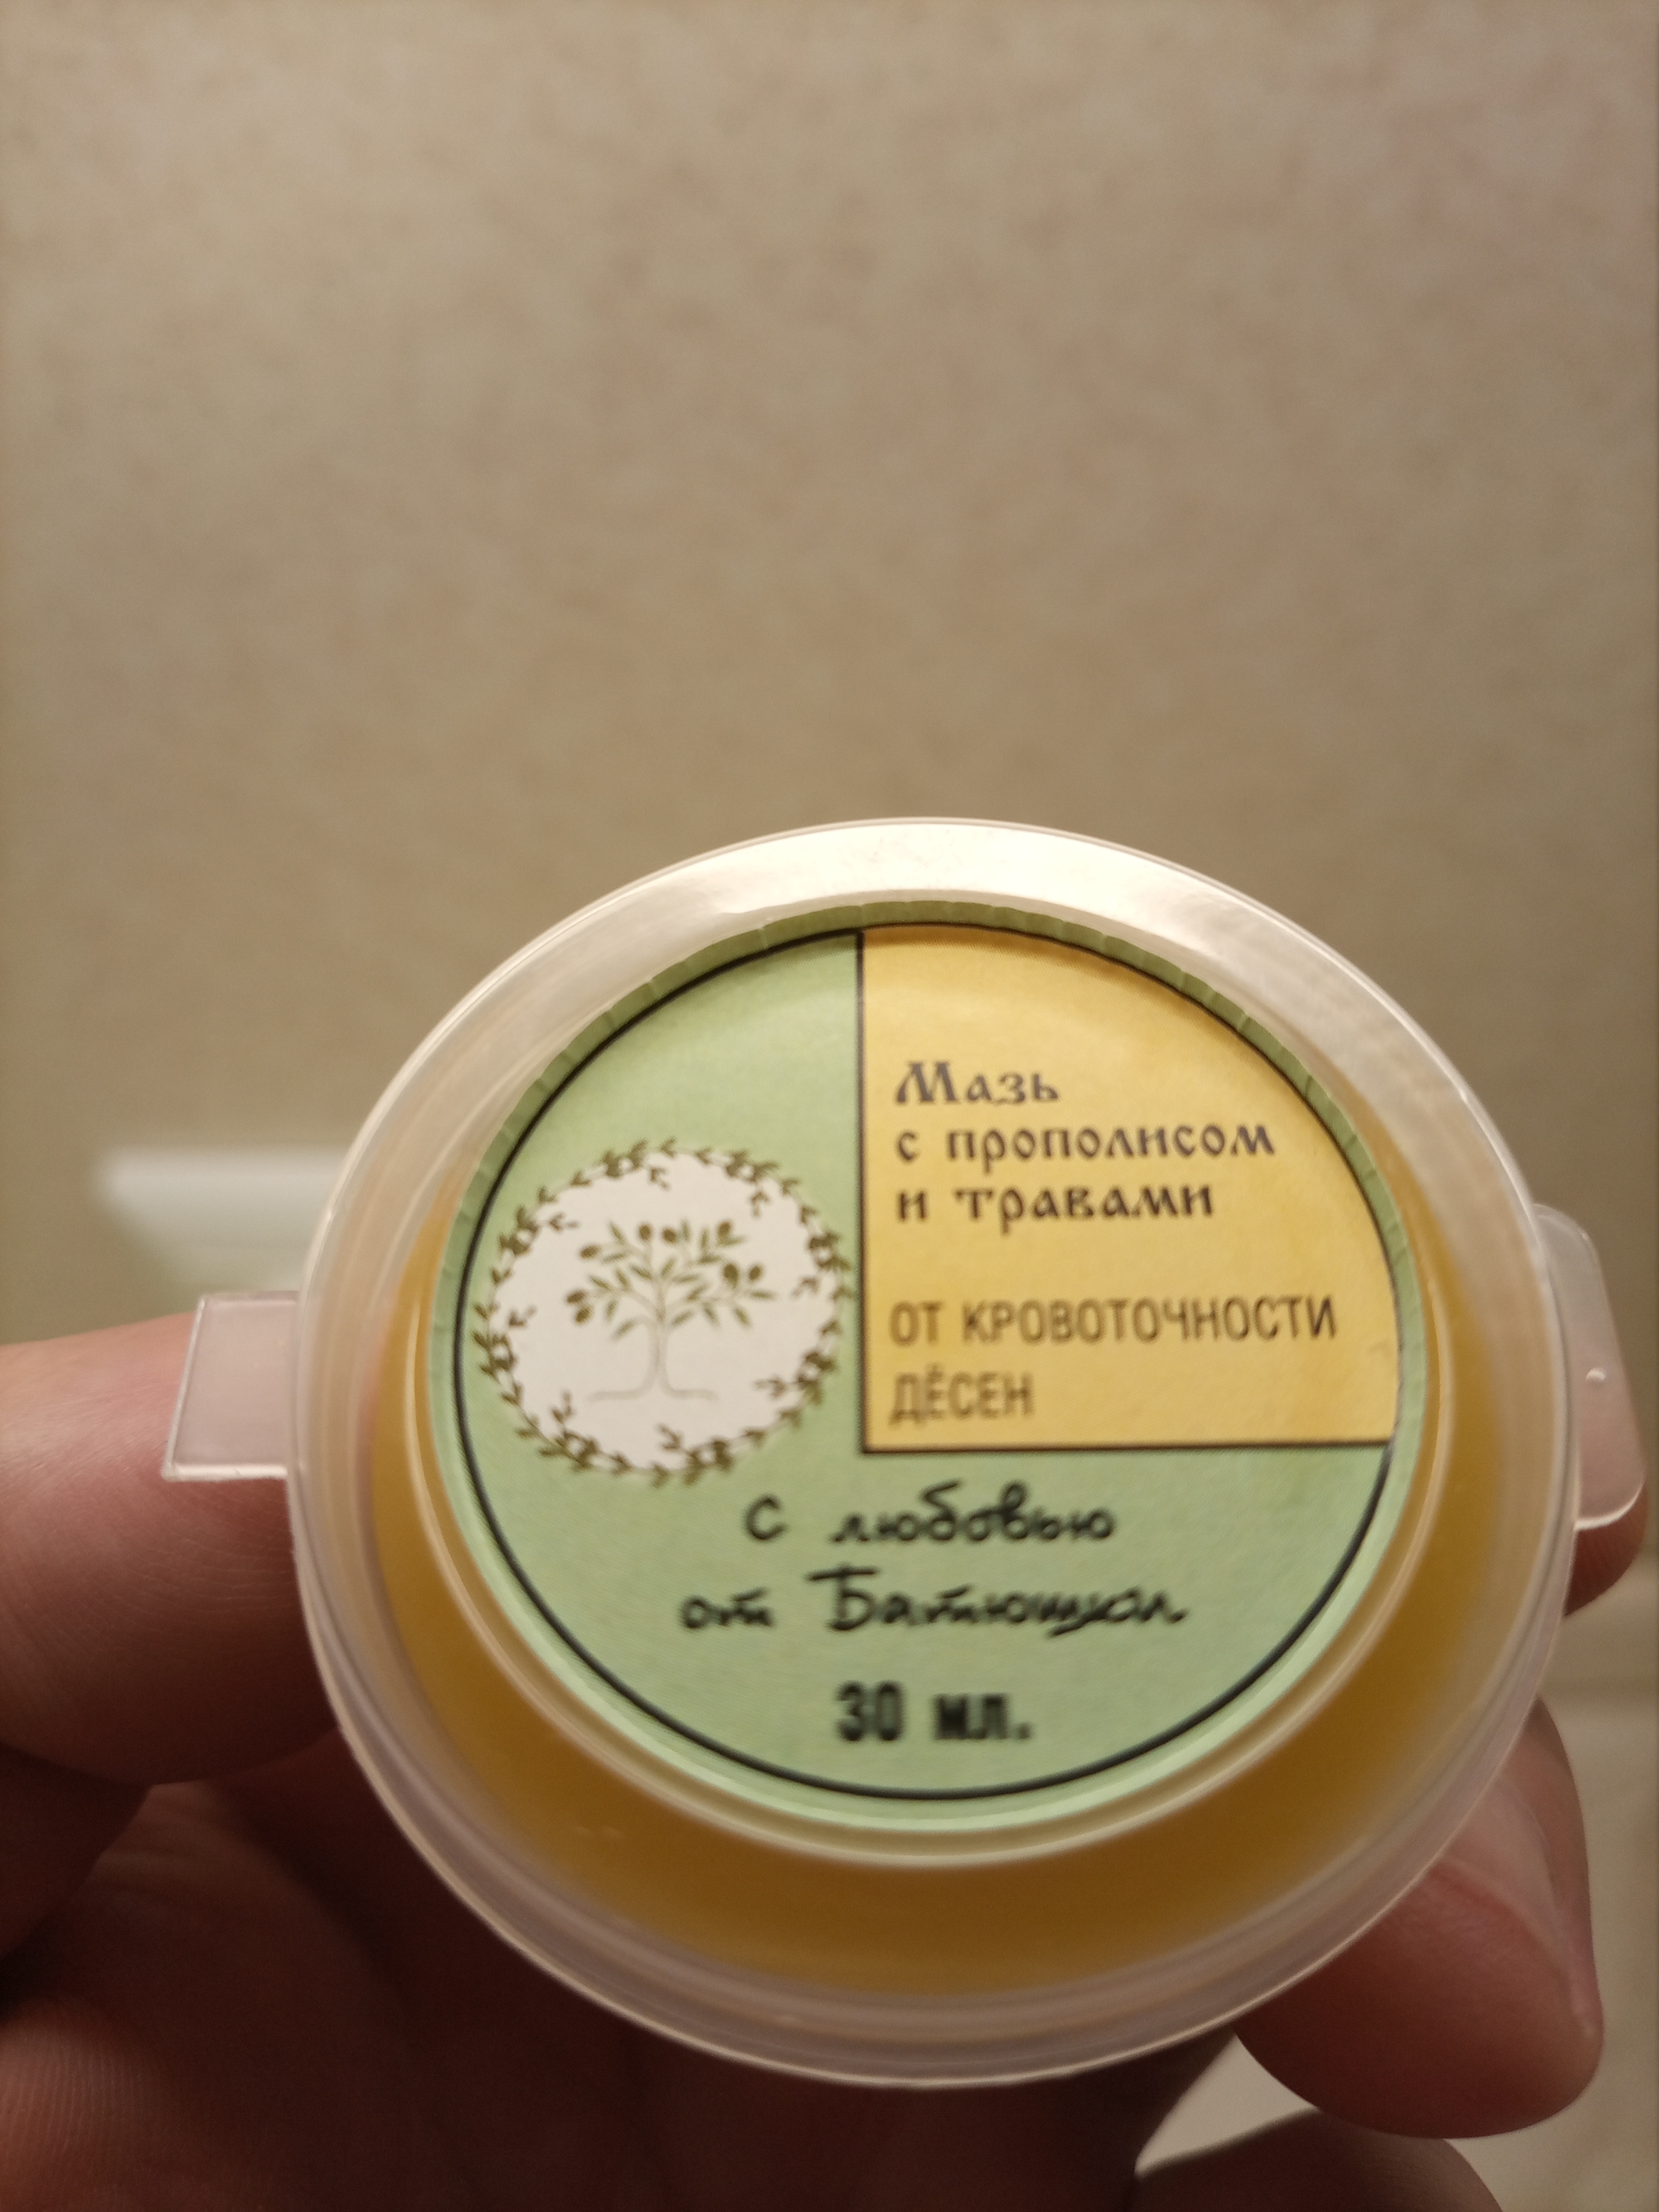 Мазь
с прополисом
и травами
ОТ КРОВОТОЧНОСТИ
ДЁСЕН
С любовью
от Батюшки
30 мл.